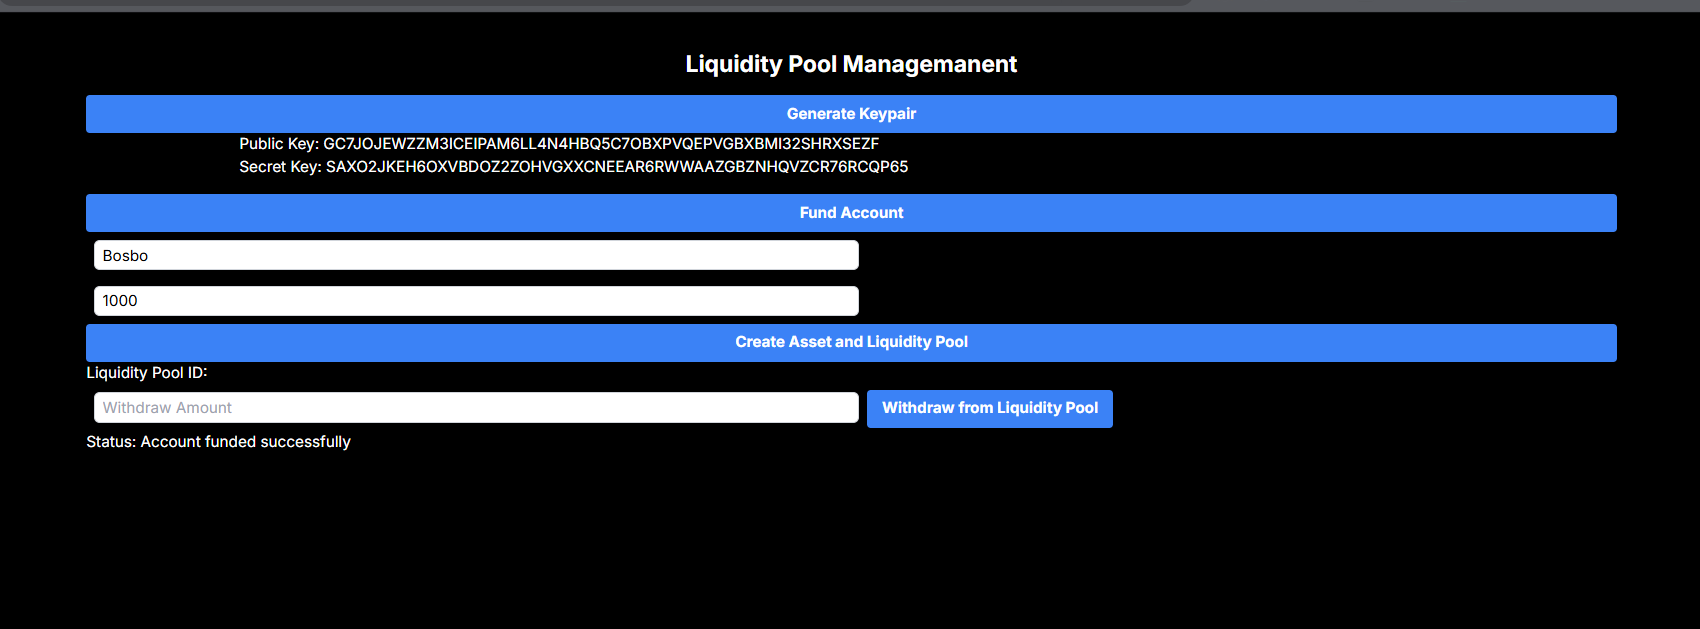 Liquidity Pool Managemanent
Generate Keypair
Public Key: GC7JOJEWZZM3ICEIPAM6LL4N4HBQ5C7OBXPVQEPVGBXBMI32SHRXSEZF
Secret Key: SAXO2JKEH6OXVBDOZ2ZOHVGXXCNEEAR6RWWAAZGBZNHQVZCR76RCQP65
Fund Account
Bosbo
1000
Create Asset and Liquidity Pool
Liquidity Pool ID:
Withdraw Amount Withdraw from Liquidity Pool
Status: Account funded successfully